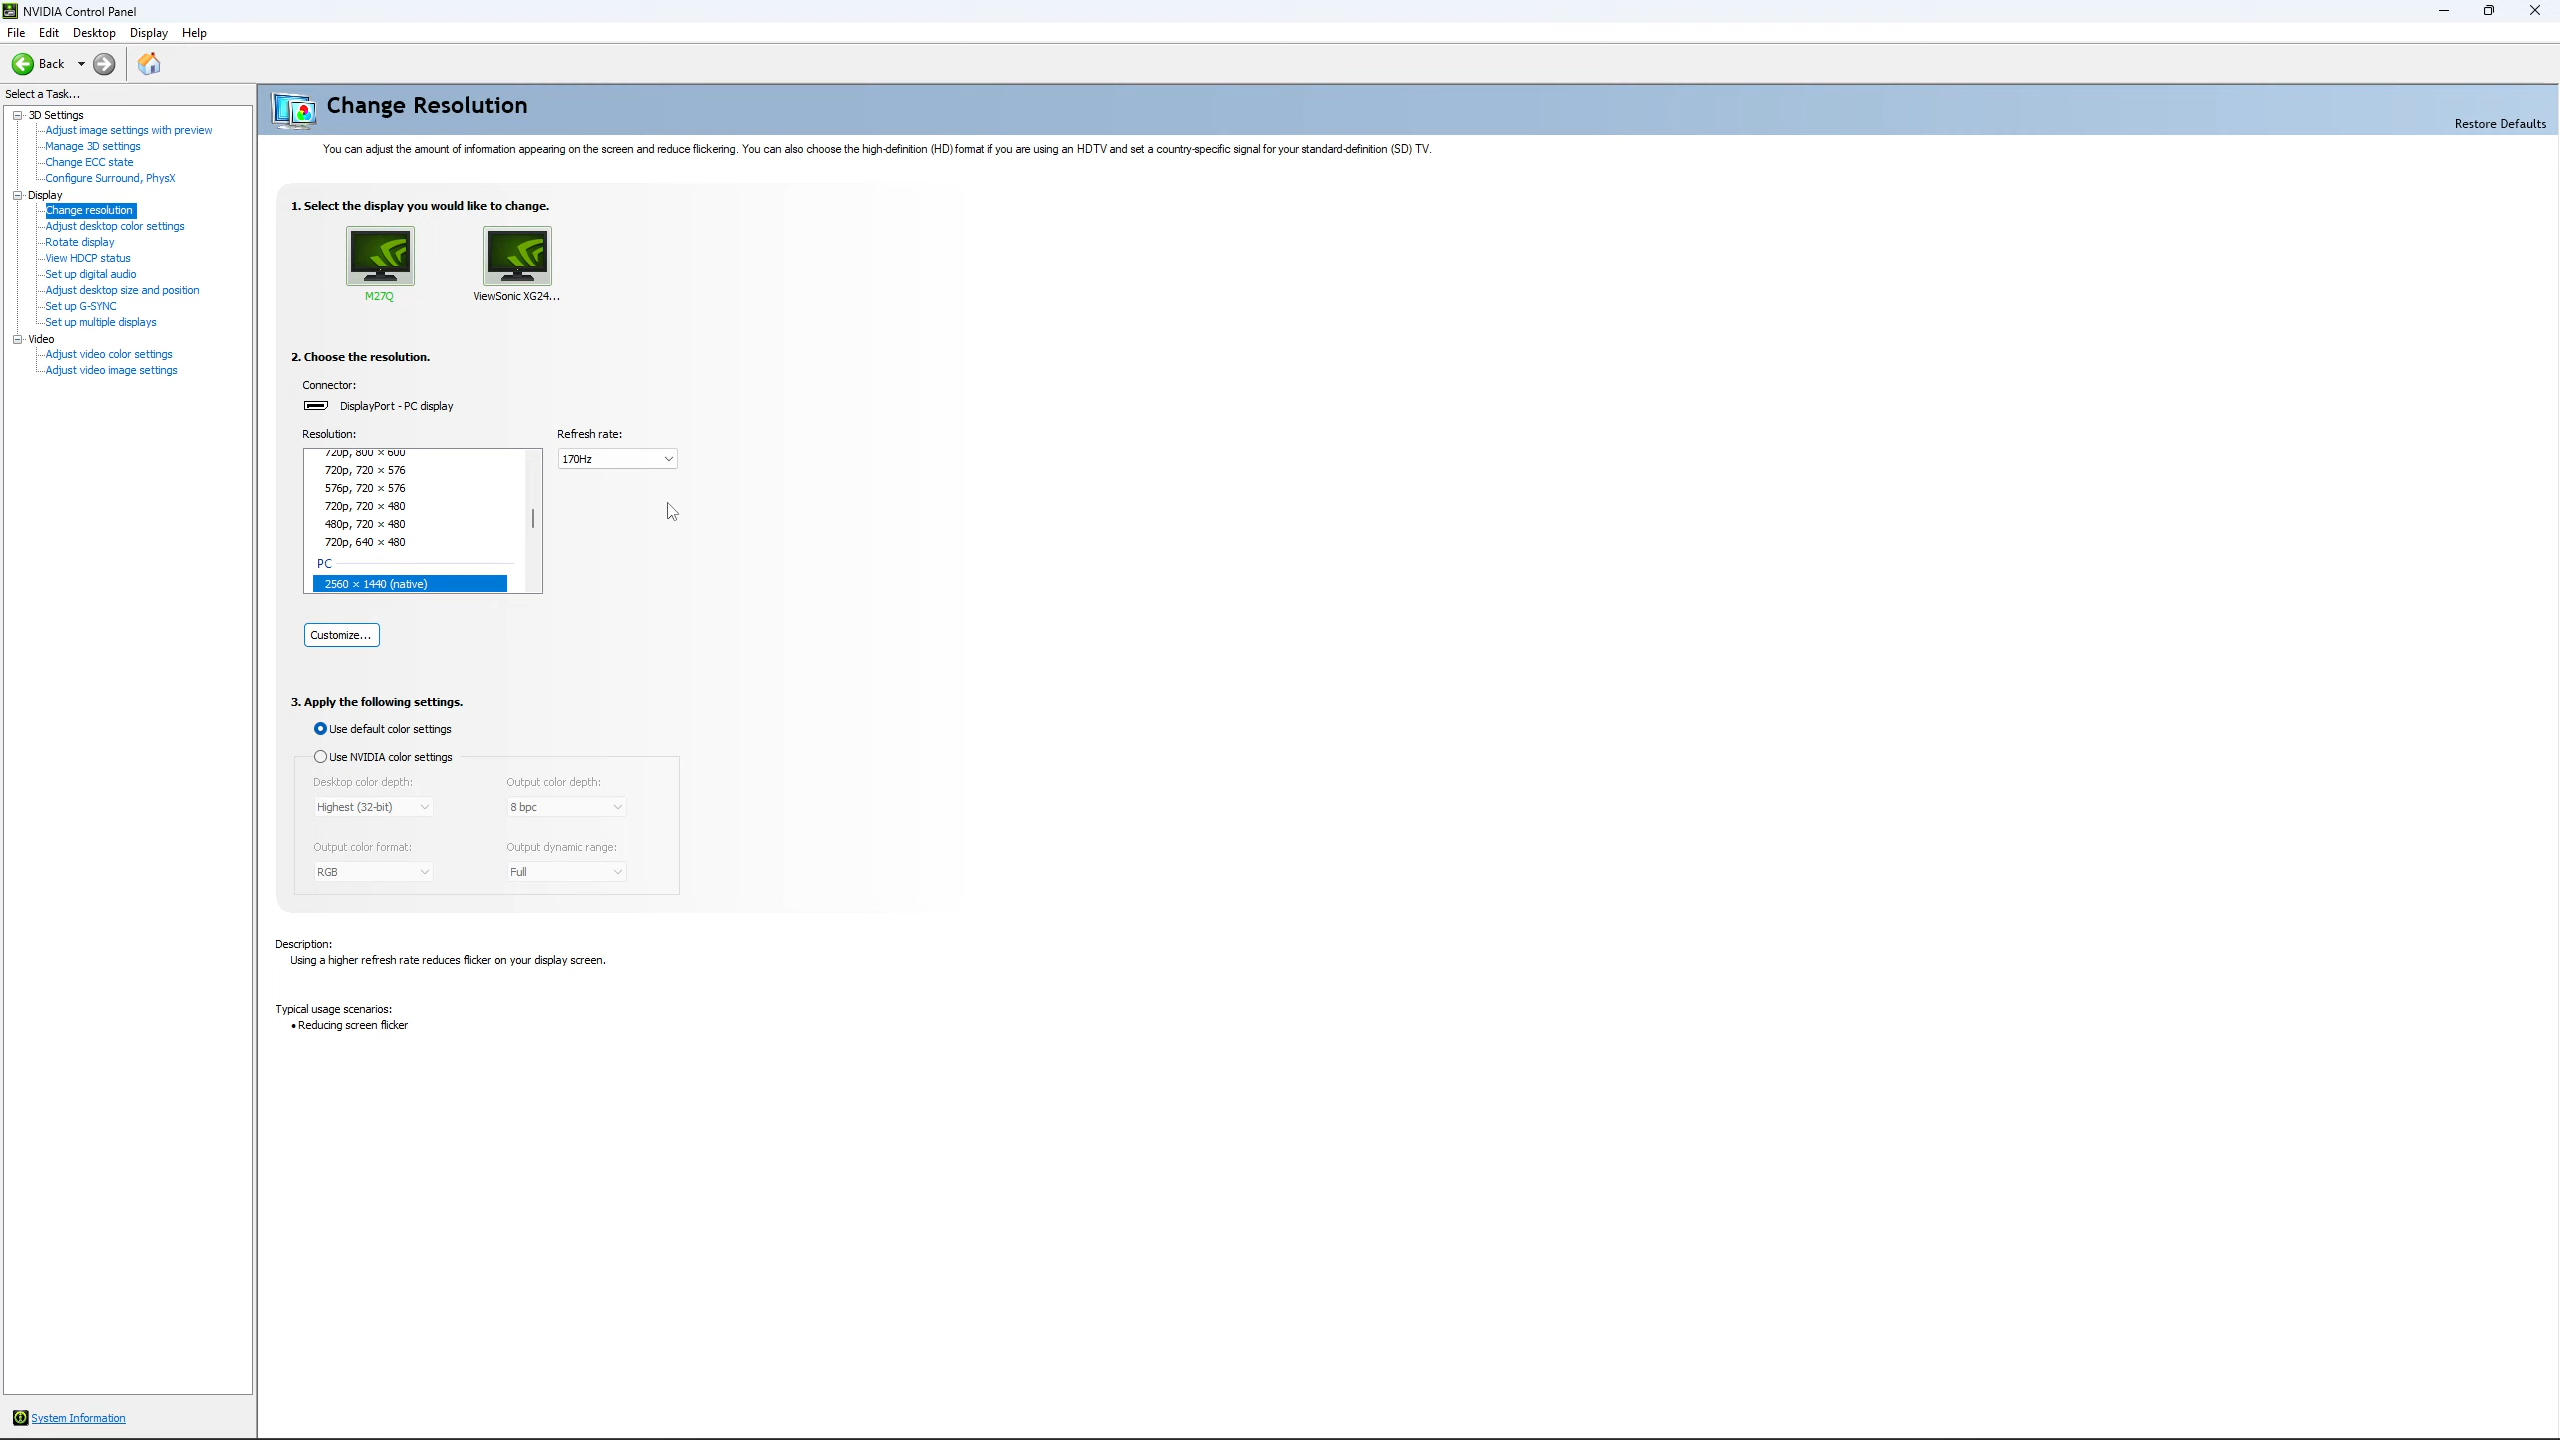 NVIDIA Control Panel
File Edit Desktop Display Help
Back
Select a Task...
3D Settings
Adjust image settings with preview
Manage 3D settings
Change ECC state
Configure Surround, PhysX
Display
Change resolution
Adjust desktop color settings
Rotate display
View HDCP status
Set up digital audio
Adjust desktop size and position
Set up G-SYNC
Set up multiple displays
Video
Adjust video color settings
Adjust video image settings
System Information
Change Resolution
Restore Defaults
You can adjust the amount of information appearing on the screen and reduce flickering. You can also choose the high-definition (HD) format if you are using an HDTV and set a country-specific signal for your standard-definition (SD) TV.
1. Select the display you would like to change.
M27Q ViewSonic XG24...
2. Choose the resolution.
Connector:
DisplayPort - PC display
Resolution: Refresh rate:
720p, 800 × 600
170Hz
720p, 720 × 576
576p, 720 × 576
720p, 720 × 480
480p, 720 × 480
720p, 640 × 480
PC
2560 × 1440 (native)
Customize...
3. Apply the following settings.
Use default color settings
Use NVIDIA color settings
Desktop color depth: Output color depth:
Highest (32-bit) 8 bpc
Output color format: Output dynamic range:
RGB Full
Description:
Using a higher refresh rate reduces flicker on your display screen.
Typical usage scenarios:
• Reducing screen flicker